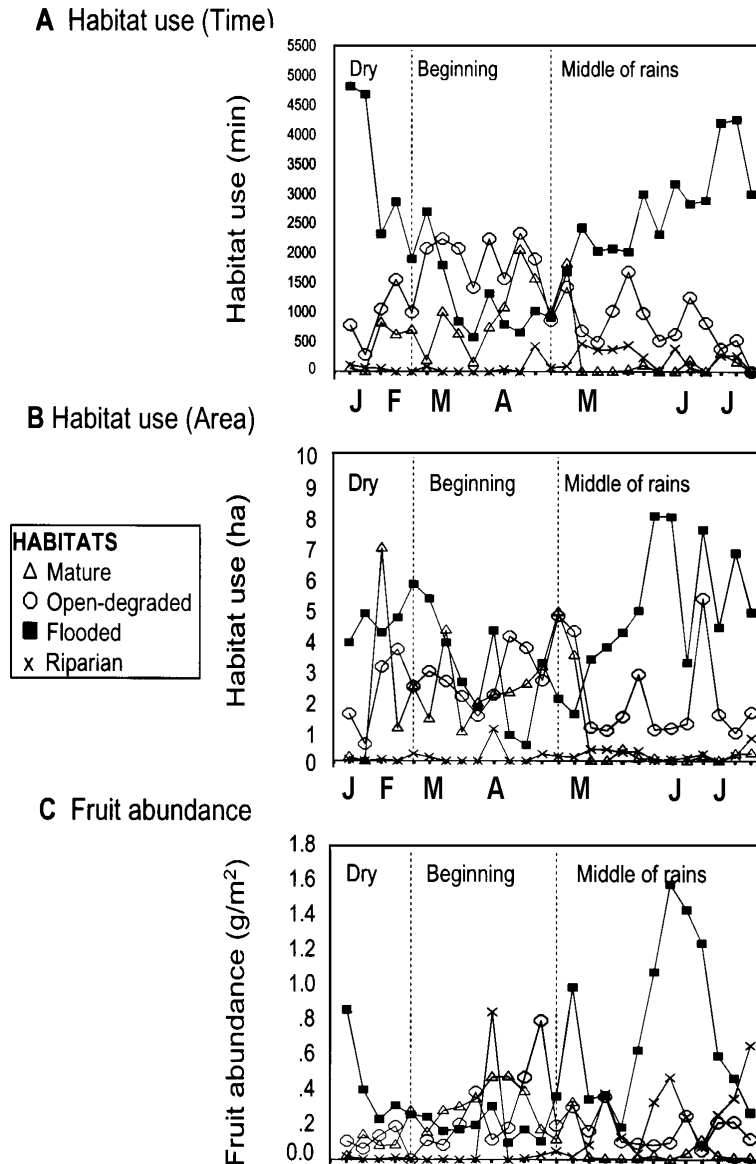 A Habitat use (Time)
5500
5000
4500
4000
3500
3000
2500
2000
1500
1000
500
0
Habitat use (min)
Dry Beginning Middle of rains
J F M A M J J
B Habitat use (Area)
10
9
8
7
6
5
4
3
2
1
0
Habitat use (ha)
Dry Beginning Middle of rains
HABITATS
Mature
Open-degraded
Flooded
Riparian
J F M A M J J
C Fruit abundance
1.8
1.6
1.4
1.2
1.0
.8
.6
.4
.2
0.0
Fruit abundance (g/m²)
Dry Beginning Middle of rains